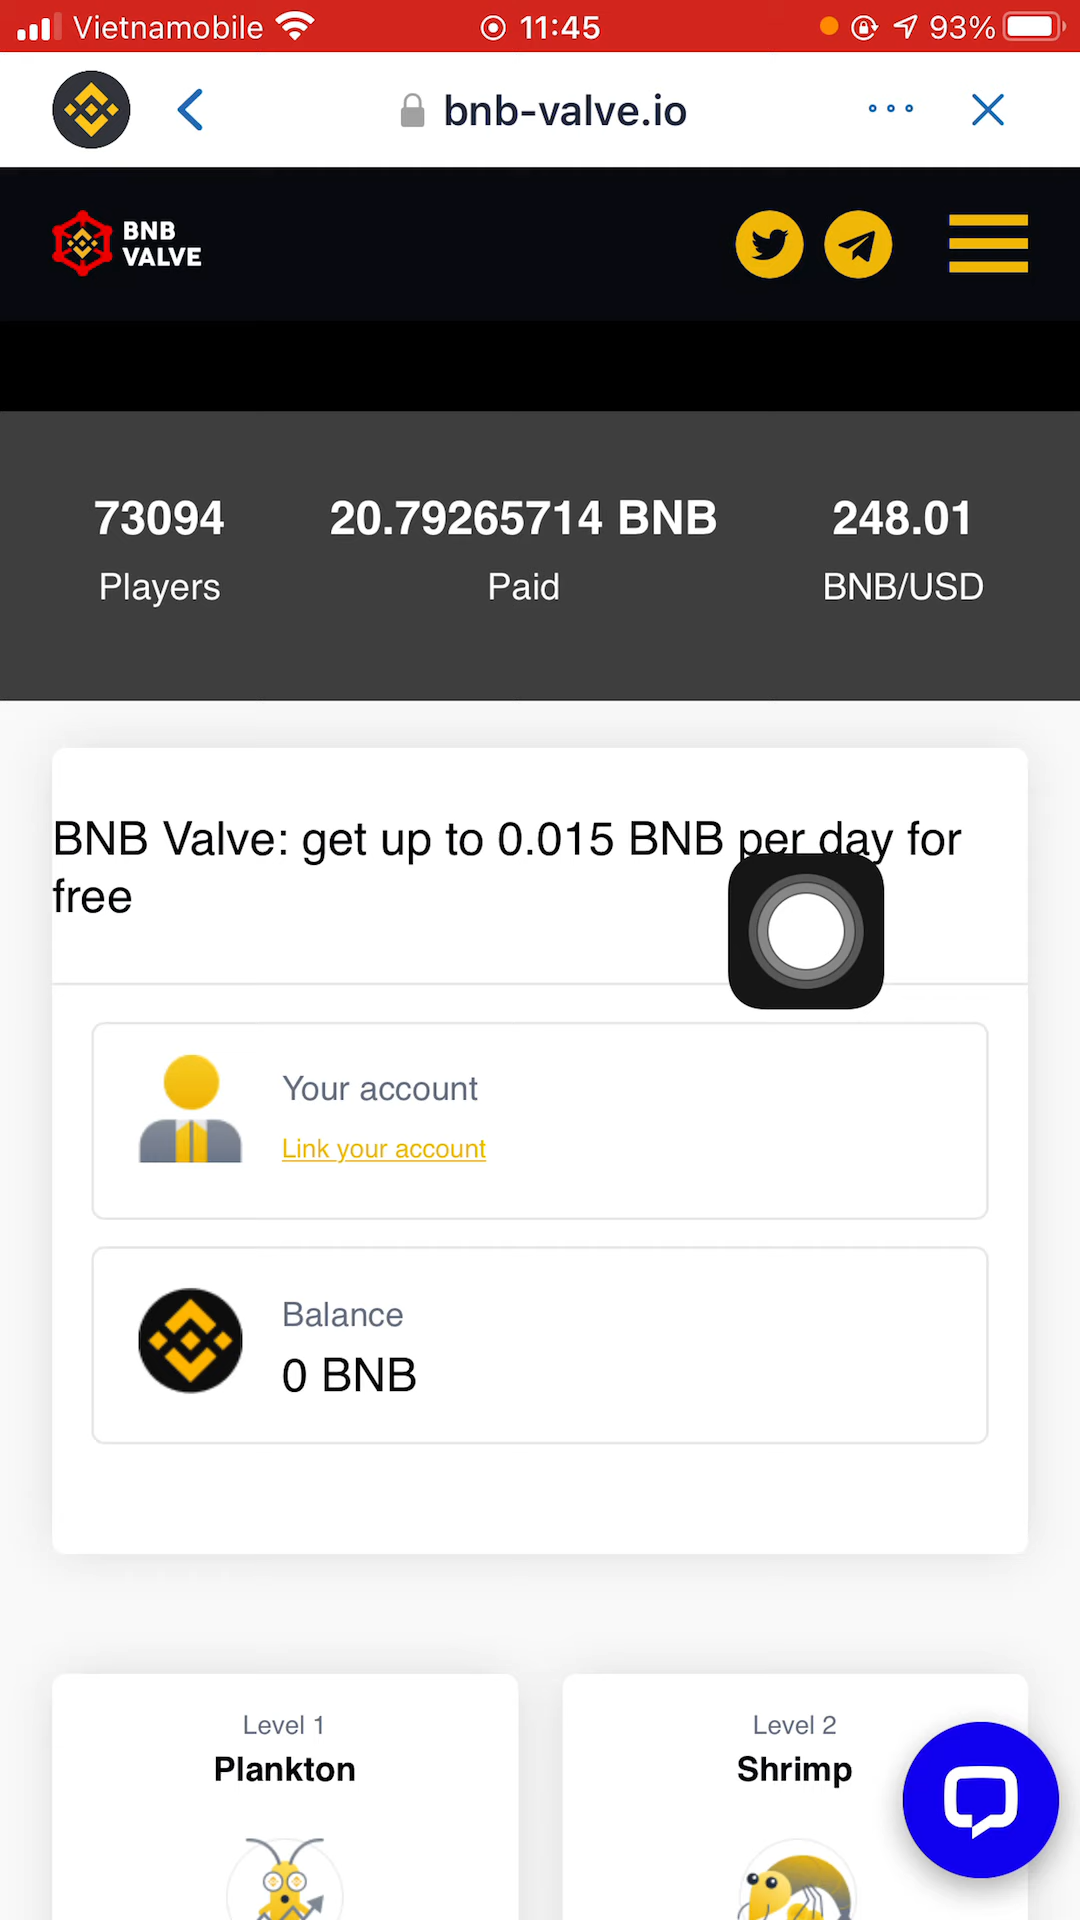 Vietnamobile 11:45 93%
bnb-valve.io
BNB
VALVE
73094 20.79265714 BNB 248.01
Players Paid BNB/USD
BNB Valve: get up to 0.015 BNB per day for
free
Your account
Link your account
Balance
0 BNB
Level 1 Level 2
Plankton Shrimp